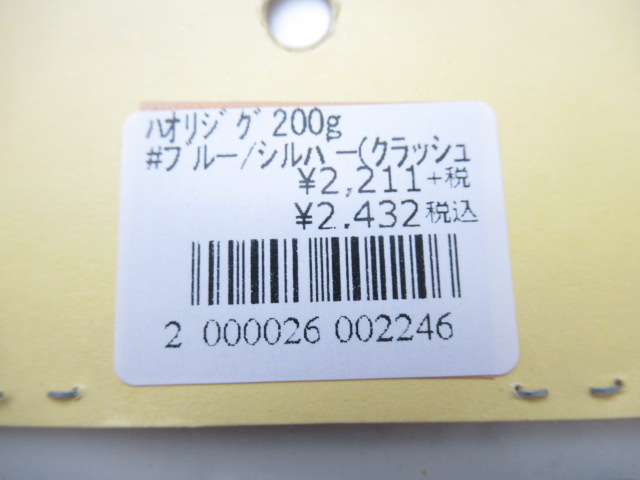 ﾊオリジグ 200g
#ブルー/シルバー(クラッシュ
¥2,211+税
¥2,432税込
2 000026 002246